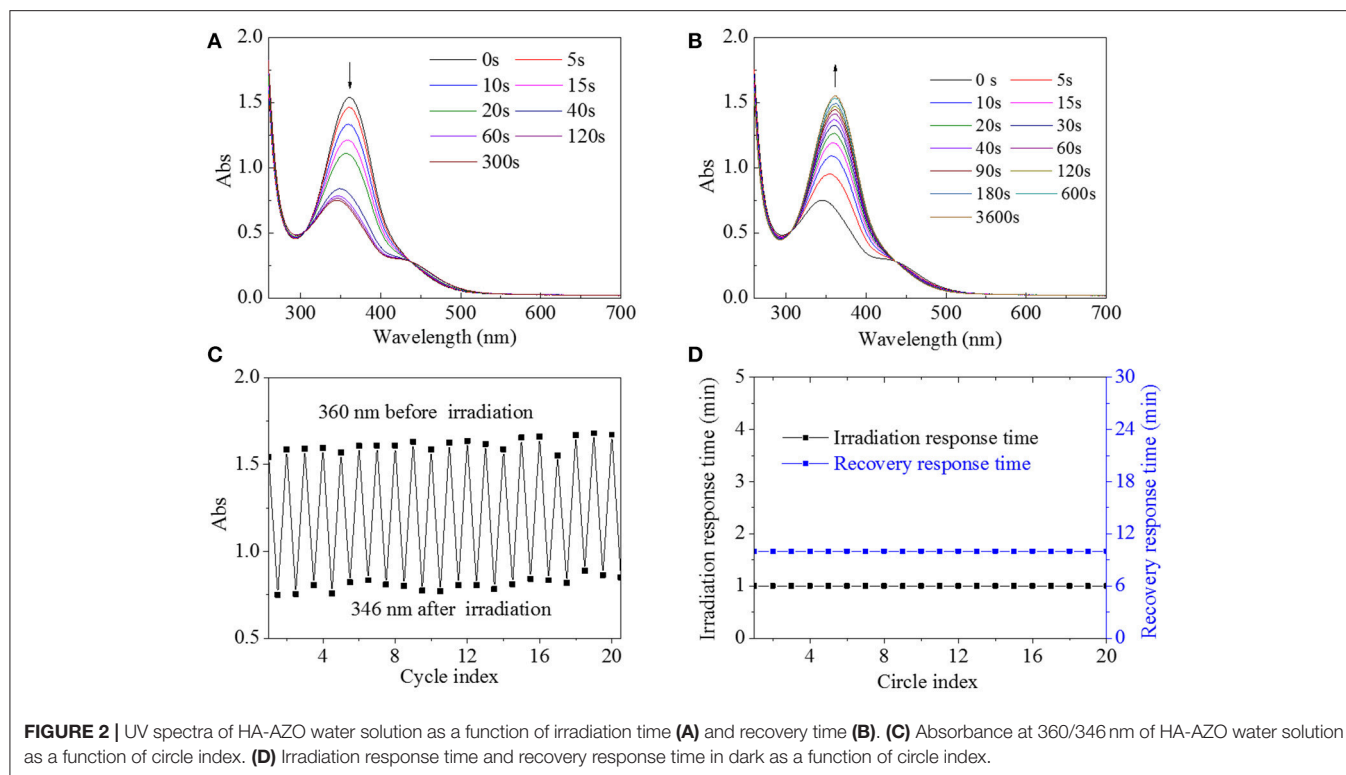 A
2.0
1.5
1.0
0.5
0.0
Abs
0s 5s
10s 15s
20s 40s
60s 120s
300s
300 400 500 600 700
Wavelength (nm)
B
2.0
1.5
1.0
0.5
0.0
Abs
0 s 5s
10s 15s
20s 30s
40s 60s
90s 120s
180s 600s
3600s
300 400 500 600 700
Wavelength (nm)
C
2.0
1.5
1.0
0.5
Abs
360 nm before irradiation
346 nm after irradiation
4 8 12 16 20
Cycle index
D
5
4
3
2
1
0
Irradiation response time (min)
Irradiation response time
Recovery response time
30
24
18
12
6
0
Recovery response time (min)
4 8 12 16 20
Circle index
FIGURE 2 | UV spectra of HA-AZO water solution as a function of irradiation time (A) and recovery time (B). (C) Absorbance at 360/346 nm of HA-AZO water solution
as a function of circle index. (D) Irradiation response time and recovery response time in dark as a function of circle index.